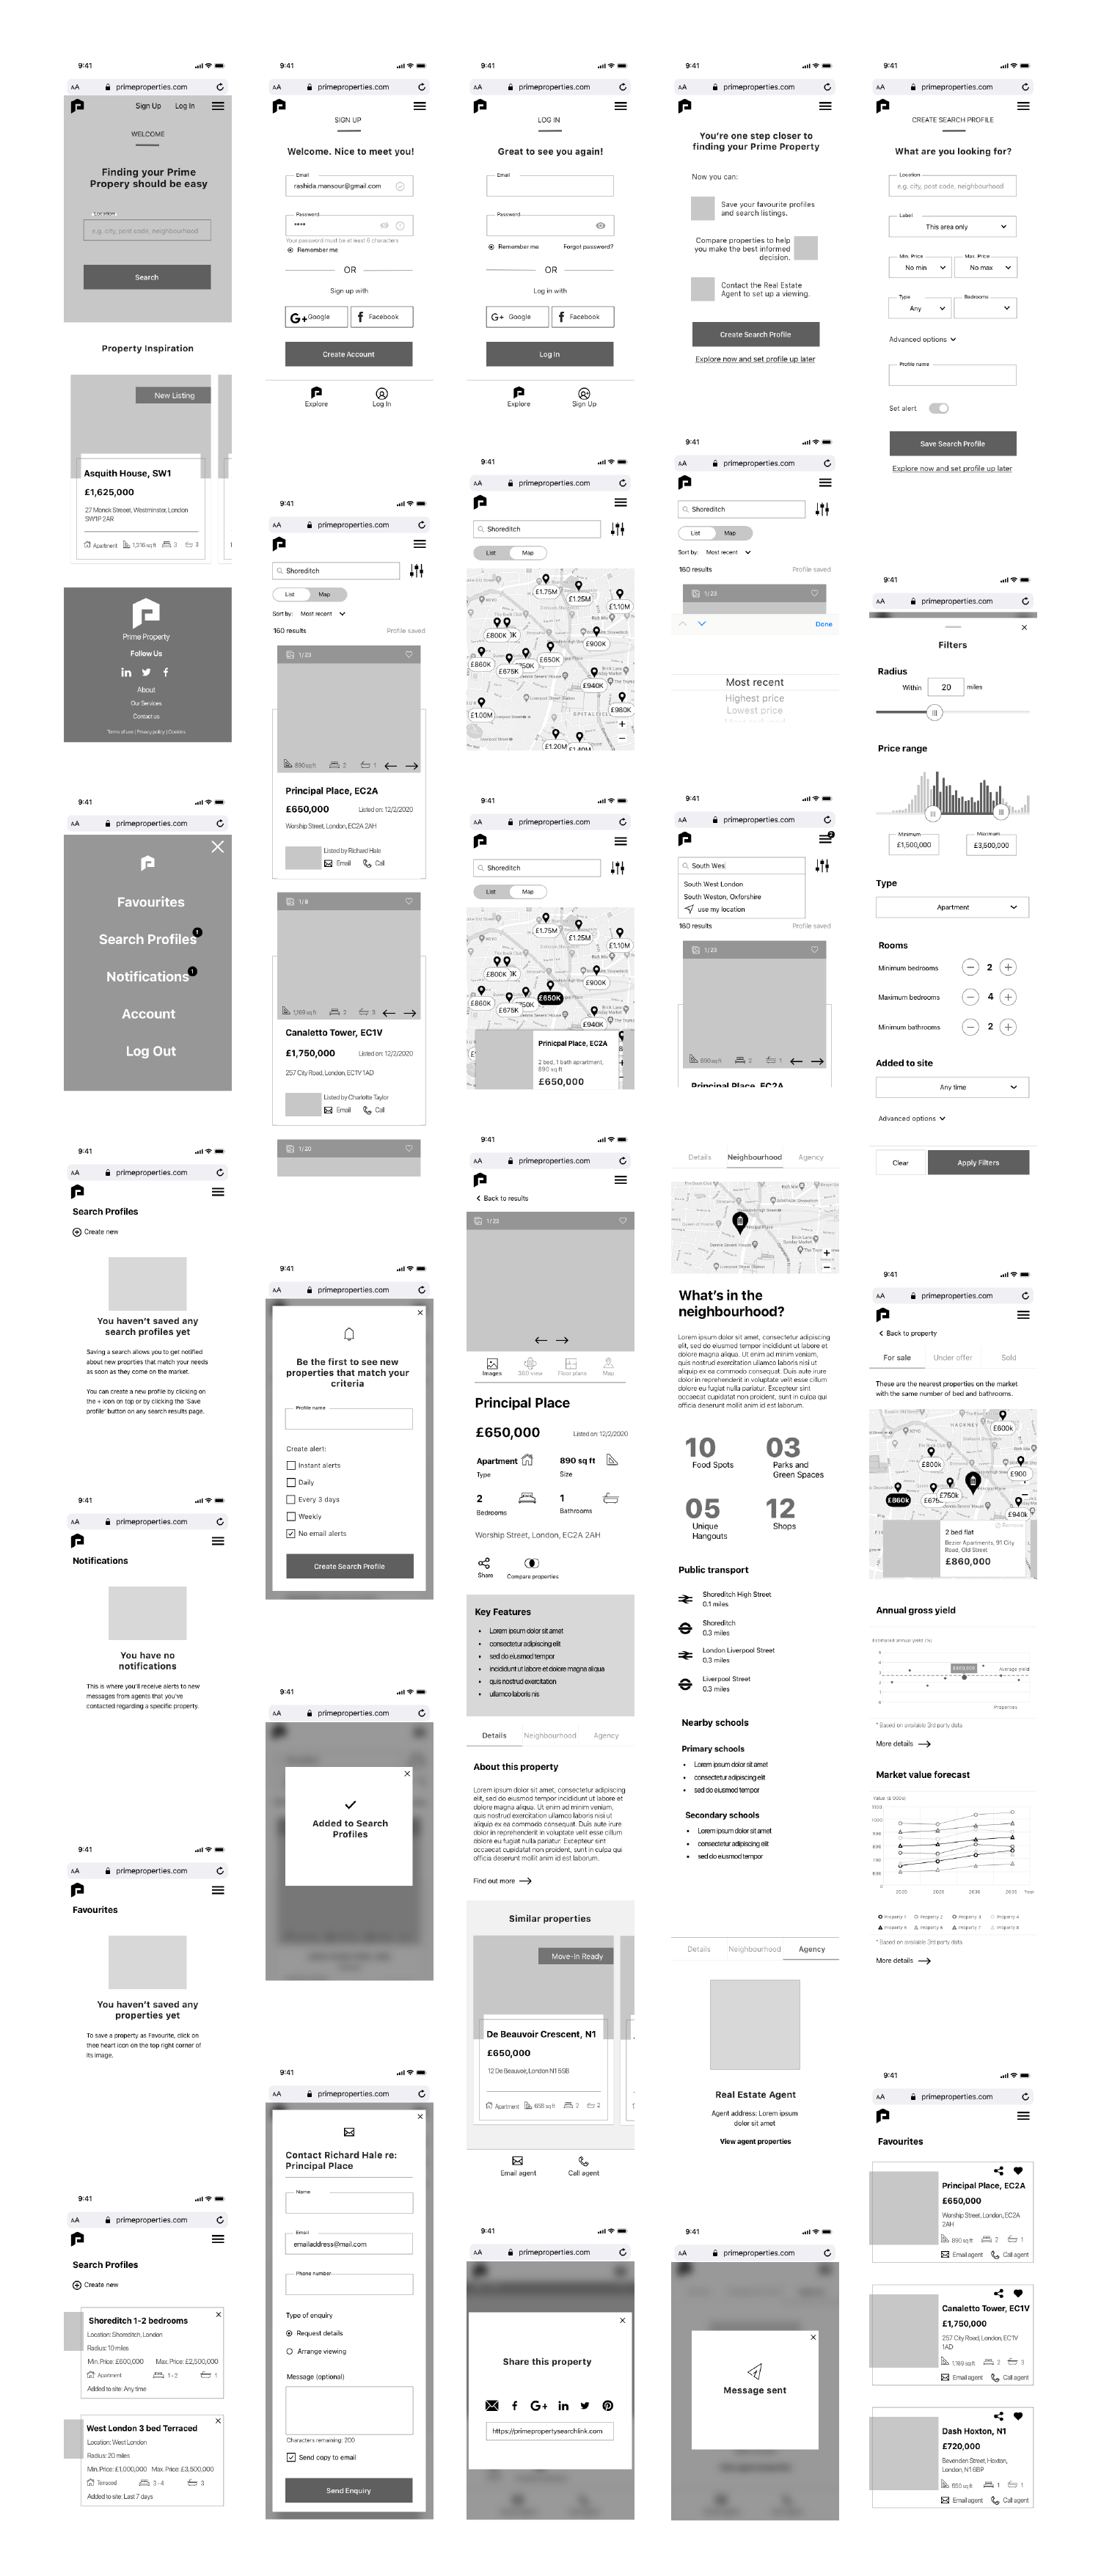 9:41
AA primeproperties.com
Sign Up Log In
WELCOME
Finding your Prime
Propery should be easy
Location
e.g. city, post code, neighbourhood
Search
Property Inspiration
New Listing
Asquith House, SW1
£1,625,000
27 Monck Streeet, Westminster, London
SW1P 2AR
Apartment 1,316 sq ft 3 3
Prime Property
Follow Us
About
Our Services
Contact us
Terms of use | Privacy policy | Cookies
9:41
AA primeproperties.com
Favourites
Search Profiles 1
Notifications 1
Account
Log Out
9:41
AA primeproperties.com
Search Profiles
Create new
You haven't saved any
search profiles yet
Saving a search allows you to get notified
about new proprties that match your needs
as soon as they come on the market.
You can create a new profile by clicking on
the + icon on top or by clicking the 'Save
profile' button on any search results page.
9:41
AA primeproperties.com
Notifications
You have no
notifications
This is where you'll receive alerts to new
messages from agents that you've
contacted regarding a specific property.
9:41
AA primeproperties.com
Favourites
You haven't saved any
properties yet
To save a property as Favourite, click on
thee heart icon on the top right corner of
its image.
9:41
AA primeproperties.com
Search Profiles
Create new
Shoreditch 1-2 bedrooms
Location: Shoreditch, London
Radius: 10 miles
Min. Price: £600,000 Max. Price: £2,500,000
Apartment 1-2 1
Added to site: Any time
West London 3 bed Terraced
Location: West London
Radius: 20 miles
Min. Price: £1,000,000 Max. Price: £3,500,000
Terraced 3-4 3
Added to site: Last 7 days
9:41
AA primeproperties.com
SIGN UP
Welcome. Nice to meet you!
Email
rashida.mansour@gmail.com
Password
****
Your password must be at least 6 characters
Remember me
OR
Sign up with
G+ Google
Facebook
Create Account
Explore Log In
9:41
AA primeproperties.com
Shoreditch
List Map
Sort by: Most recent
160 results Profile saved
1/23
890 sq ft 2 1
Principal Place, EC2A
£650,000 Listed on: 12/2/2020
Worship Street, London, EC2A 2AH
Listed by Richard Hale
Email Call
1/8
1,169 sq ft 2 3
Canaletto Tower, EC1V
£1,750,000 Listed on: 12/2/2020
257 City Road, London, EC1V 1AD
Listed by Charlotte Taylor
Email Call
1/20
9:41
AA primeproperties.com
Be the first to see new
properties that match your
criteria
Profile name
Create alert:
Instant alerts
Daily
Every 3 days
Weekly
No email alerts
Create Search Profile
9:41
AA primeproperties.com
Added to Search
Profiles
9:41
AA primeproperties.com
Contact Richard Hale re:
Principal Place
Name
Email
emailaddress@mail.com
Phone number
Type of enquiry
Request details
Arrange viewing
Message (optional)
Characters remaining: 200
Send copy to email
Send Enquiry
9:41
AA primeproperties.com
LOG IN
Great to see you again!
Email
Password
Remember me Forgot password?
OR
Log in with
G+ Google
Facebook
Log In
Explore Sign Up
9:41
AA primeproperties.com
Shoreditch
List Map
£1.75M
£1.25M
£1.10M
£800K
£900K
£650K
£860K
£675K
£940K
£980K
£1.00M
SPITALFIELDS
£1.20M
9:41
AA primeproperties.com
Shoreditch
List Map
£1.75M
£1.25M
£1.10M
£800K
£900K
£860K
£650K
£675K
£940K
Prinicpal Place, EC2A
2 bed, 1 bath aprartment,
890 sq ft
£650,000
9:41
AA primeproperties.com
Back to results
1/23
Images 360 view Floor plans Map
Principal Place
£650,000 Listed on: 12/2/2020
Apartment 890 sq ft
Type Size
2 1
Bedrooms Bathrooms
Worship Street, London, EC2A 2AH
Share Compare properties
Key Features
Lorem ipsum dolor sit amet
consectetur adipiscing elit
sed do eiusmod tempor
incididunt ut labore et dolore magna aliqua
quis nostrud exercitation
ullamco laboris nis
Details Neighbourhood Agency
About this property
Lorem ipsum dolor sit amet, consectetur adipiscing
elit, sed do eiusmod tempor incididunt ut labore et
dolore magna aliqua. Ut enim ad minim veniam,
quis nostrud exercitation ullamco laboris nisi ut
aliquip ex ea commodo consequat. Duis aute irure
dolor in reprehenderit in voluptate velit esse cillum
dolore eu fugiat nulla pariatur. Excepteur sint
occaecat cupidatat non proident, sunt in culpa qui
officia deserunt mollit anim id est laborum.
Find out more
Similar properties
Move-In Ready
De Beauvoir Crescent, N1
£650,000
12 De Beauvoir, London N1 5SB
Apartment 658 sq ft 2 2
Email agent Call agent
9:41
AA primeproperties.com
Share this property
https://primepropertysearchlink.com
9:41
AA primeproperties.com
You're one step closer to
finding your Prime Property
Now you can:
Save your favourite profiles
and search listings.
Compare properties to help
you make the best informed
decision.
Contact the Real Estate
Agent to set up a viewing.
Create Search Profile
Explore now and set profile up later
9:41
AA primeproperties.com
Shoreditch
List Map
Sort by: Most recent
160 results Profile saved
1/23
Done
Most recent
Highest price
Lowest price
9:41
AA primeproperties.com
2
South Wes
South West London
South Weston, Oxforshire
use my location
160 results Profile saved
1/23
890 sq ft 2 1
Principal Place, EC2A
Details Neighbourhood Agency
What's in the
neighbourhood?
Lorem ipsum dolor sit amet, consectetur adipiscing
elit, sed do eiusmod tempor incididunt ut labore et
dolore magna aliqua. Ut enim ad minim veniam,
quis nostrud exercitation ullamco laboris nisi ut
aliquip ex ea commodo consequat. Duis aute irure
dolor in reprehenderit in voluptate velit esse cillum
dolore eu fugiat nulla pariatur. Excepteur sint
occaecat cupidatat non proident, sunt in culpa qui
officia deserunt mollit anim id est laborum.
10 03
Food Spots Parks and
Green Spaces
05 12
Unique Shops
Hangouts
Public transport
Shoreditch High Street
0.1 miles
Shoreditch
0.3 miles
London Liverpool Street
0.3 miles
Liverpool Street
0.3 miles
Nearby schools
Primary schools
Lorem ipsum dolor sit amet
consectetur adipiscing elit
sed do eiusmod tempor
Secondary schools
Lorem ipsum dolor sit amet
consectetur adipiscing elit
sed do eiusmod tempor
Details Neighbourhood Agency
Real Estate Agent
Agent address: Lorem ipsum
dolor sit amet
View agent properties
9:41
AA primeproperties.com
Message sent
9:41
AA primeproperties.com
CREATE SEARCH PROFILE
What are you looking for?
Location
e.g. city, post code, neighbourhood
Label
This area only
Min. Price Max. Price
No min No max
Type Bedrooms
Any
Advanced options
Profile name
Set alert
Save Search Profile
Explore now and set profile up later
9:41
AA primeproperties.com
Filters
Radius
Within 20 miles
Price range
Minimum Maximum
£1,500,000 £3,500,000
Type
Apartment
Rooms
Minimum bedrooms 2
Maximum bedrooms 4
Minimum bathrooms 2
Added to site
Any time
Advanced options
Clear Apply Filters
9:41
AA primeproperties.com
Back to property
For sale Under offer Sold
These are the nearest properties on the market
with the same number of bed and bathrooms.
HACKNEY
£600k
£800k
£900
£750k
£860k
£675
£940k
2 bed flat
Bezier Apartments, 91 City
Road, Old Street
£860,000
Annual gross yield
Estimated annual yield (%)
Average yield
Properties
* Based on available 3rd party data
More details
Market value forecast
Value (£ 000s)
1100
1000
2020 2025 2030 2035 Year
Property 1 Property 2 Property 3 Property 4
Property 5 Property 6 Property 7 Property 8
* Based on available 3rd party data
More details
9:41
AA primeproperties.com
Favourites
Principal Place, EC2A
£650,000
Worship Street, London, EC2A
2AH
890 sq ft 2 1
Email agent Call agent
Canaletto Tower, EC1V
£1,750,000
257 City Road, London, EC1V
1AD
1,169 sq ft 2 3
Email agent Call agent
Dash Hoxton, N1
£720,000
Bevenden Street, Hoxton,
London, N1 6BP
650 sq ft 1 1
Email agent Call agent